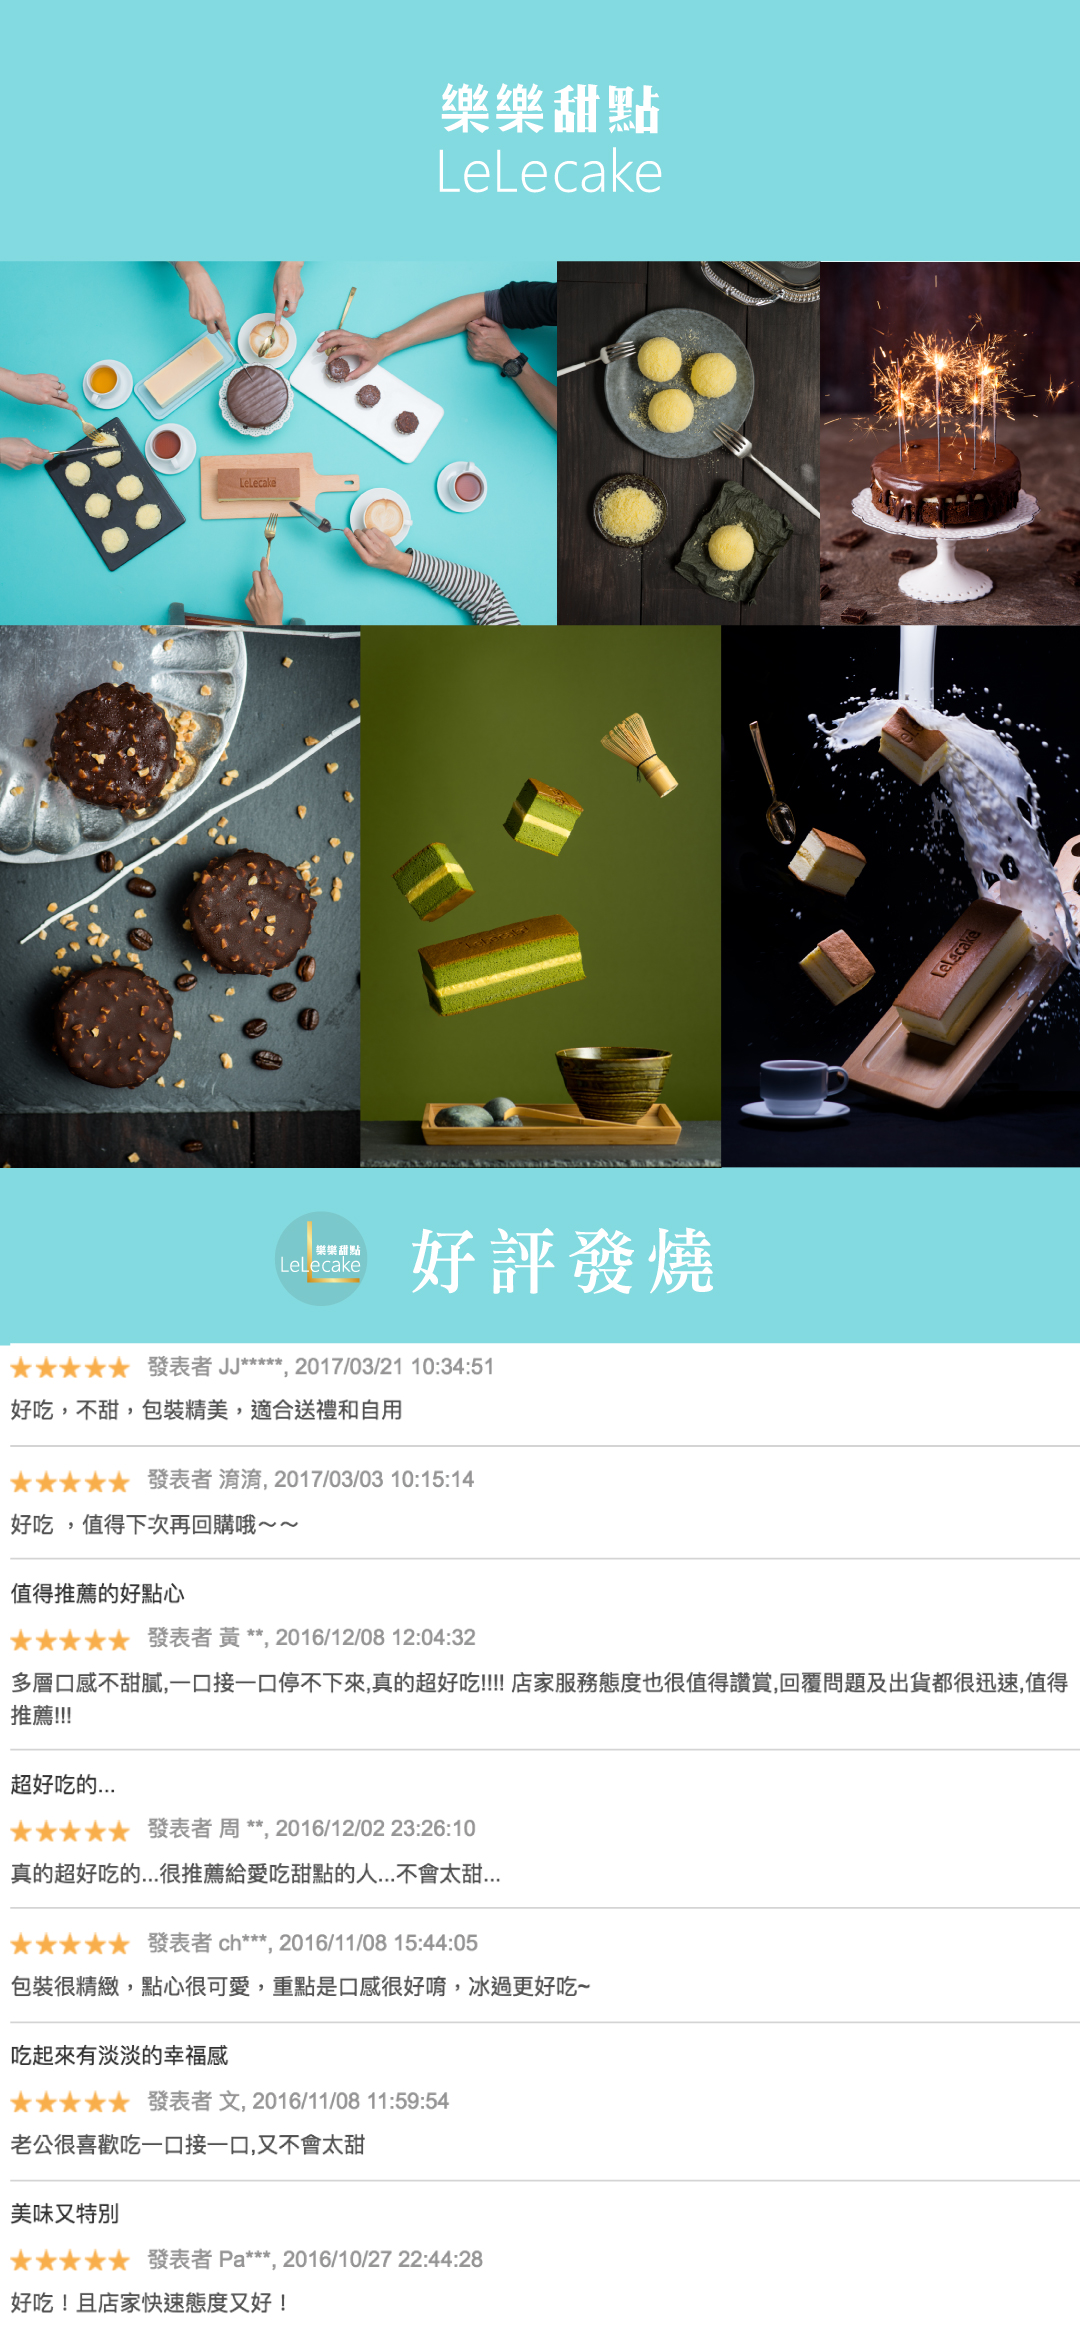 樂樂甜點
LeLecake
LeLecake
LeLecake
樂樂甜點
LeLecake
好評發燒
發表者 JJ*****, 2017/03/21 10:34:51
好吃，不甜，包裝精美，適合送禮和自用
發表者 淯淯, 2017/03/03 10:15:14
好吃 ，值得下次再回購哦～～
值得推薦的好點心
發表者 黃 **, 2016/12/08 12:04:32
多層口感不甜膩,一口接一口停不下來,真的超好吃!!!! 店家服務態度也很值得讚賞,回覆問題及出貨都很迅速,值得
推薦!!!
超好吃的...
發表者 周 **, 2016/12/02 23:26:10
真的超好吃的...很推薦給愛吃甜點的人...不會太甜...
發表者 ch***, 2016/11/08 15:44:05
包裝很精緻，點心很可愛，重點是口感很好唷，冰過更好吃~
吃起來有淡淡的幸福感
發表者 文, 2016/11/08 11:59:54
老公很喜歡吃一口接一口,又不會太甜
美味又特別
發表者 Pa***, 2016/10/27 22:44:28
好吃！且店家快速態度又好！